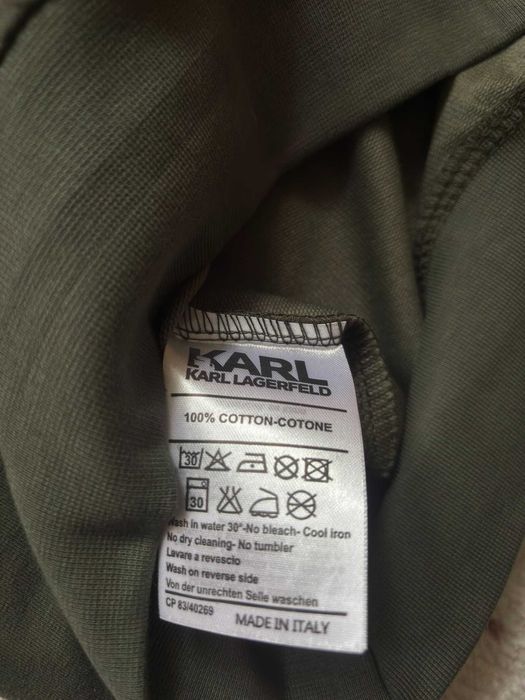 KARL
KARL LAGERFELD
100% COTTON-COTONE
30
30
Wash in water 30°-No bleach- Cool iron
No dry cleaning- No tumbler
Lavare a revescio
Wash on reverse side
Von der unrechten Seile waschen
CP 83/40269
MADE IN ITALY